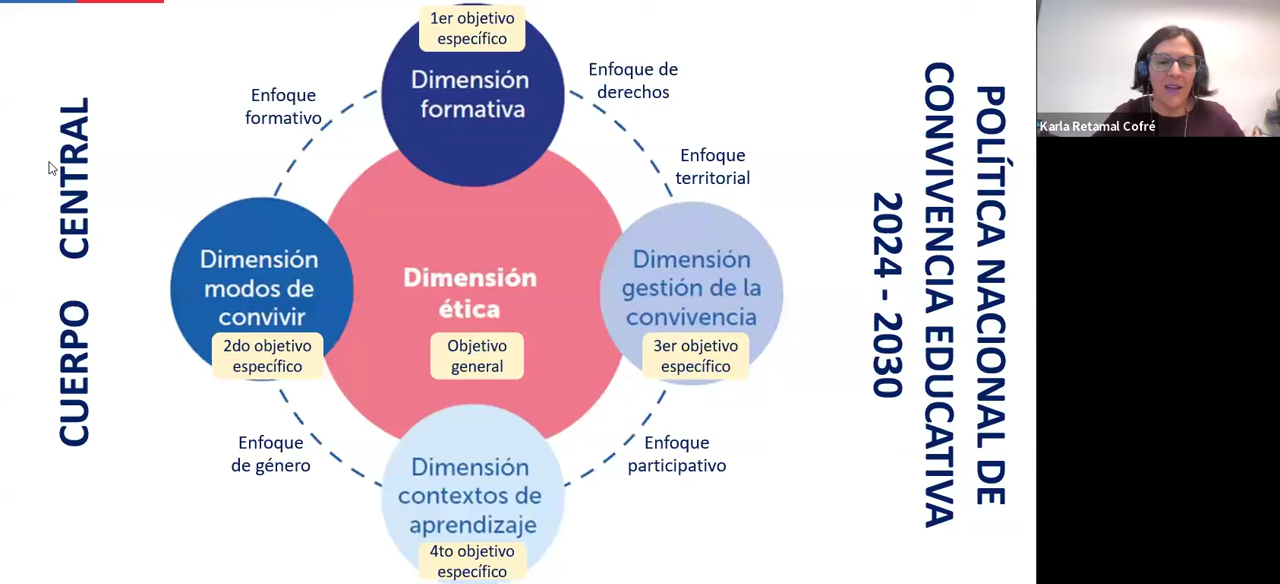 CUERPO CENTRAL
1er objetivo
específico
Dimensión
formativa
Enfoque
formativo
Enfoque de
derechos
Enfoque
territorial
Dimensión
modos de
convivir
2do objetivo
específico
Dimensión
ética
Objetivo
general
Dimensión
gestión de la
convivencia
3er objetivo
específico
Enfoque
de género
Enfoque
participativo
Dimensión
contextos de
aprendizaje
4to objetivo
específico
POLÍTICA NACIONAL DE
CONVIVENCIA EDUCATIVA
2024 - 2030
Karla Retamal Cofré